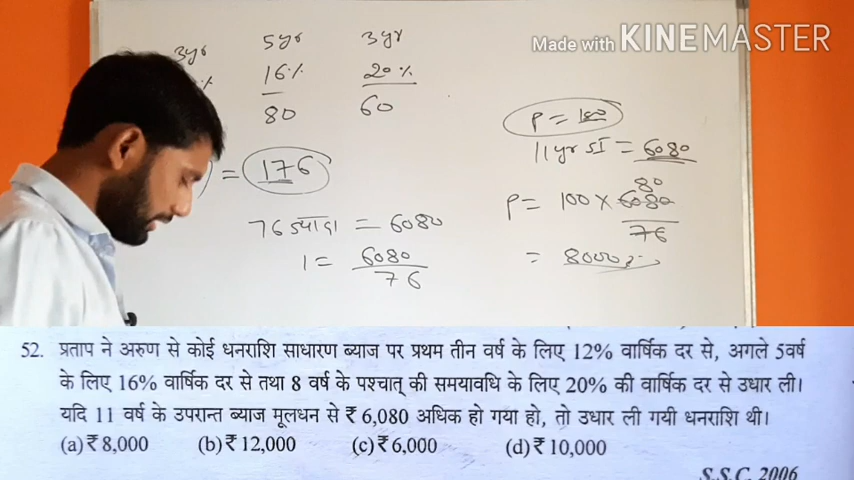 Made with KINEMASTER
3yr 5yr 3yr
16% 20%
80 60
= 176
76 ज्यादा = 6080
1 = 6080
76
P = 100
11yr SI = 6080
80
P = 100 × 6080
76
= 8000
52. प्रताप ने अरुण से कोई धनराशि साधारण ब्याज पर प्रथम तीन वर्ष के लिए 12% वार्षिक दर से, अगले 5वर्ष
के लिए 16% वार्षिक दर से तथा 8 वर्ष के पश्चात् की समयावधि के लिए 20% की वार्षिक दर से उधार ली।
यदि 11 वर्ष के उपरान्त ब्याज मूलधन से ₹ 6,080 अधिक हो गया हो, तो उधार ली गयी धनराशि थी।
(a) ₹ 8,000 (b) ₹ 12,000 (c) ₹ 6,000 (d) ₹ 10,000
S.S.C. 2006